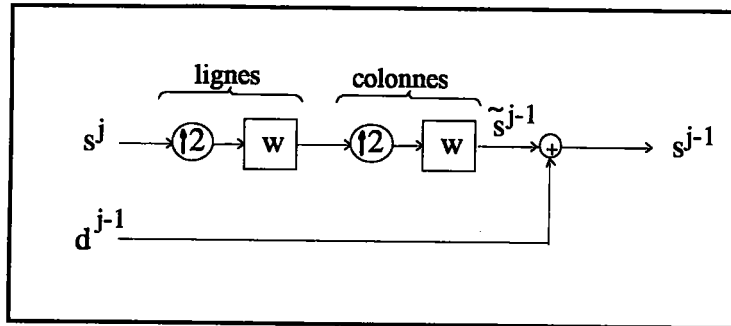 lignes
colonnes
s^j ↑2 w ↑2 w s̃^{j-1} + s^{j-1}
d^{j-1}